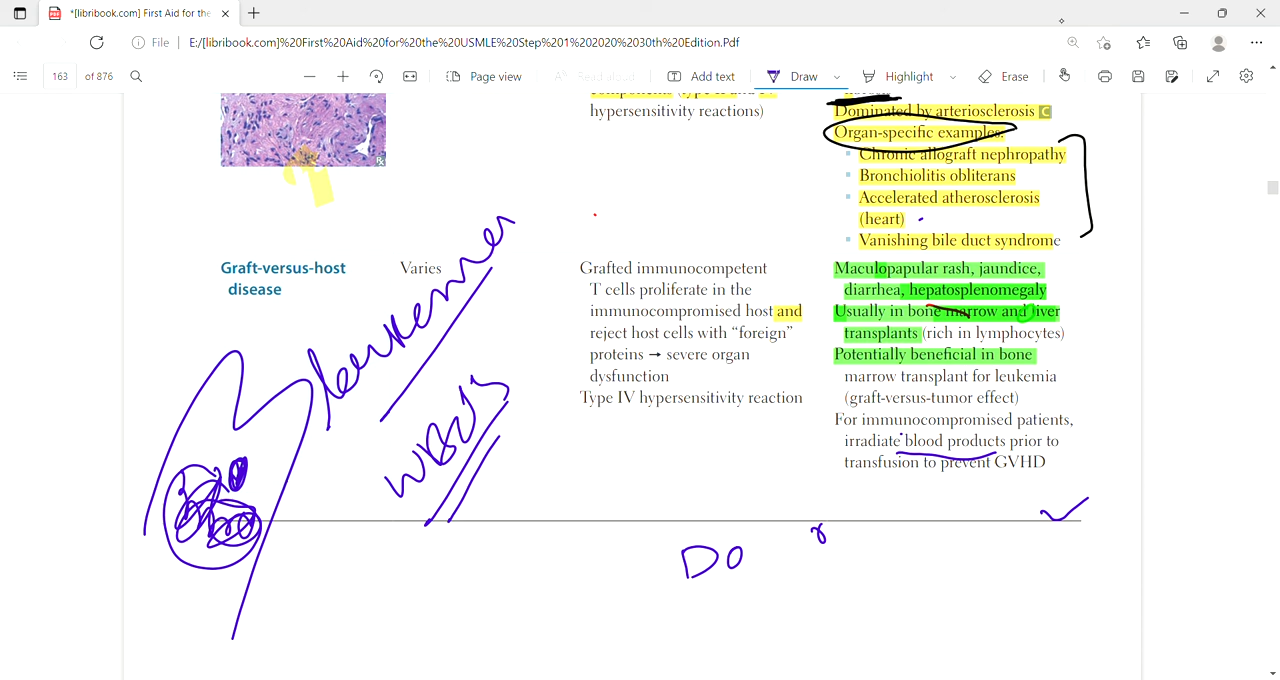 *[libribook.com] First Aid for the
File E:/[libribook.com]%20First%20Aid%20for%20the%20USMLE%20Step%201%202020%2030th%20Edition.Pdf
163 of 876 Page view Read aloud Add text Draw Highlight Erase
hypersensitivity reactions)
Dominated by arteriosclerosis C
Organ-specific examples:
Chronic allograft nephropathy
Bronchiolitis obliterans
Accelerated atherosclerosis
(heart)
Vanishing bile duct syndrome
Graft-versus-host
disease
Varies
Grafted immunocompetent
T cells proliferate in the
immunocompromised host and
reject host cells with “foreign”
proteins → severe organ
dysfunction
Type IV hypersensitivity reaction
Maculopapular rash, jaundice,
diarrhea, hepatosplenomegaly
Usually in bone marrow and liver
transplants (rich in lymphocytes)
Potentially beneficial in bone
marrow transplant for leukemia
(graft-versus-tumor effect)
For immunocompromised patients,
irradiate blood products prior to
transfusion to prevent GVHD
WBC's
DO